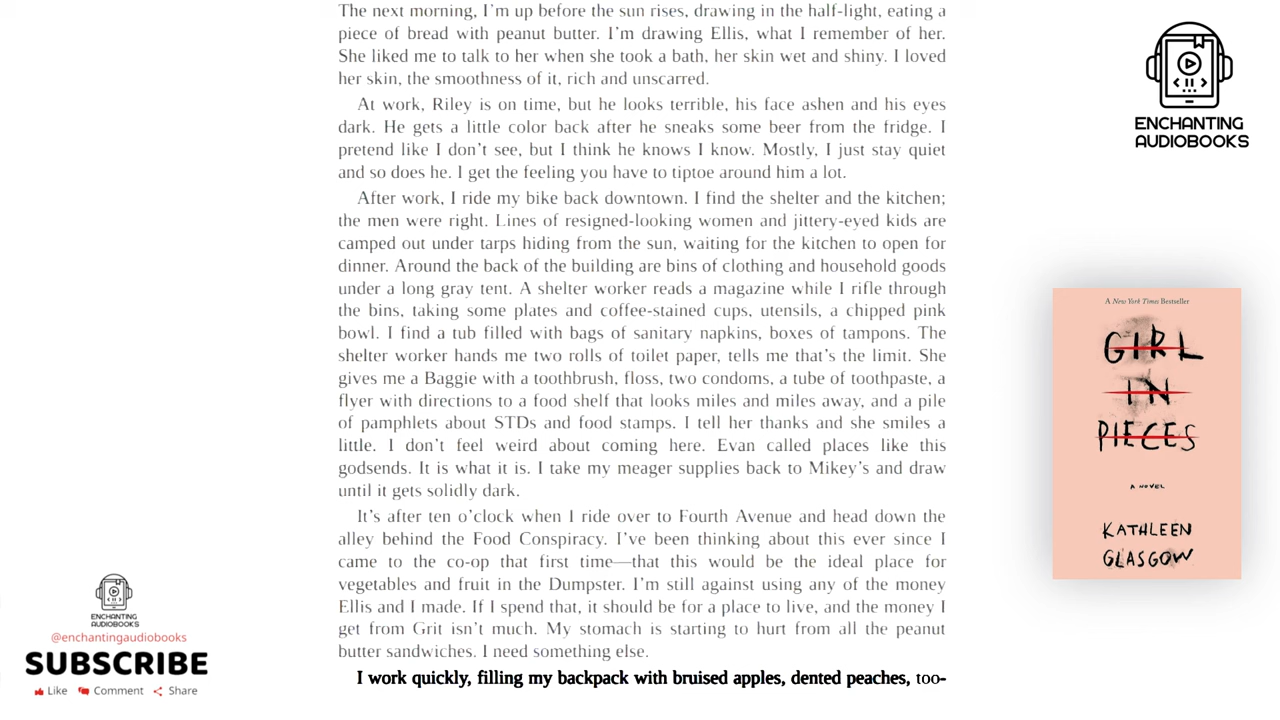 The next morning, I’m up before the sun rises, drawing in the half-light, eating a
piece of bread with peanut butter. I’m drawing Ellis, what I remember of her.
She liked me to talk to her when she took a bath, her skin wet and shiny. I loved
her skin, the smoothness of it, rich and unscarred.
At work, Riley is on time, but he looks terrible, his face ashen and his eyes
dark. He gets a little color back after he sneaks some beer from the fridge. I
pretend like I don’t see, but I think he knows I know. Mostly, I just stay quiet
and so does he. I get the feeling you have to tiptoe around him a lot.
After work, I ride my bike back downtown. I find the shelter and the kitchen;
the men were right. Lines of resigned-looking women and jittery-eyed kids are
camped out under tarps hiding from the sun, waiting for the kitchen to open for
dinner. Around the back of the building are bins of clothing and household goods
under a long gray tent. A shelter worker reads a magazine while I rifle through
the bins, taking some plates and coffee-stained cups, utensils, a chipped pink
bowl. I find a tub filled with bags of sanitary napkins, boxes of tampons. The
shelter worker hands me two rolls of toilet paper, tells me that’s the limit. She
gives me a Baggie with a toothbrush, floss, two condoms, a tube of toothpaste, a
flyer with directions to a food shelf that looks miles and miles away, and a pile
of pamphlets about STDs and food stamps. I tell her thanks and she smiles a
little. I don’t feel weird about coming here. Evan called places like this
godsends. It is what it is. I take my meager supplies back to Mikey’s and draw
until it gets solidly dark.
It’s after ten o’clock when I ride over to Fourth Avenue and head down the
alley behind the Food Conspiracy. I’ve been thinking about this ever since I
came to the co-op that first time—that this would be the ideal place for
vegetables and fruit in the Dumpster. I’m still against using any of the money
Ellis and I made. If I spend that, it should be for a place to live, and the money I
get from Grit isn’t much. My stomach is starting to hurt from all the peanut
butter sandwiches. I need something else.
I work quickly, filling my backpack with bruised apples, dented peaches, too-
ENCHANTING
AUDIOBOOKS
A New York Times Bestseller
GIRL
IN
PIECES
A NOVEL
KATHLEEN
GLASGOW
ENCHANTING
AUDIOBOOKS
@enchantingaudiobooks
SUBSCRIBE
Like Comment Share